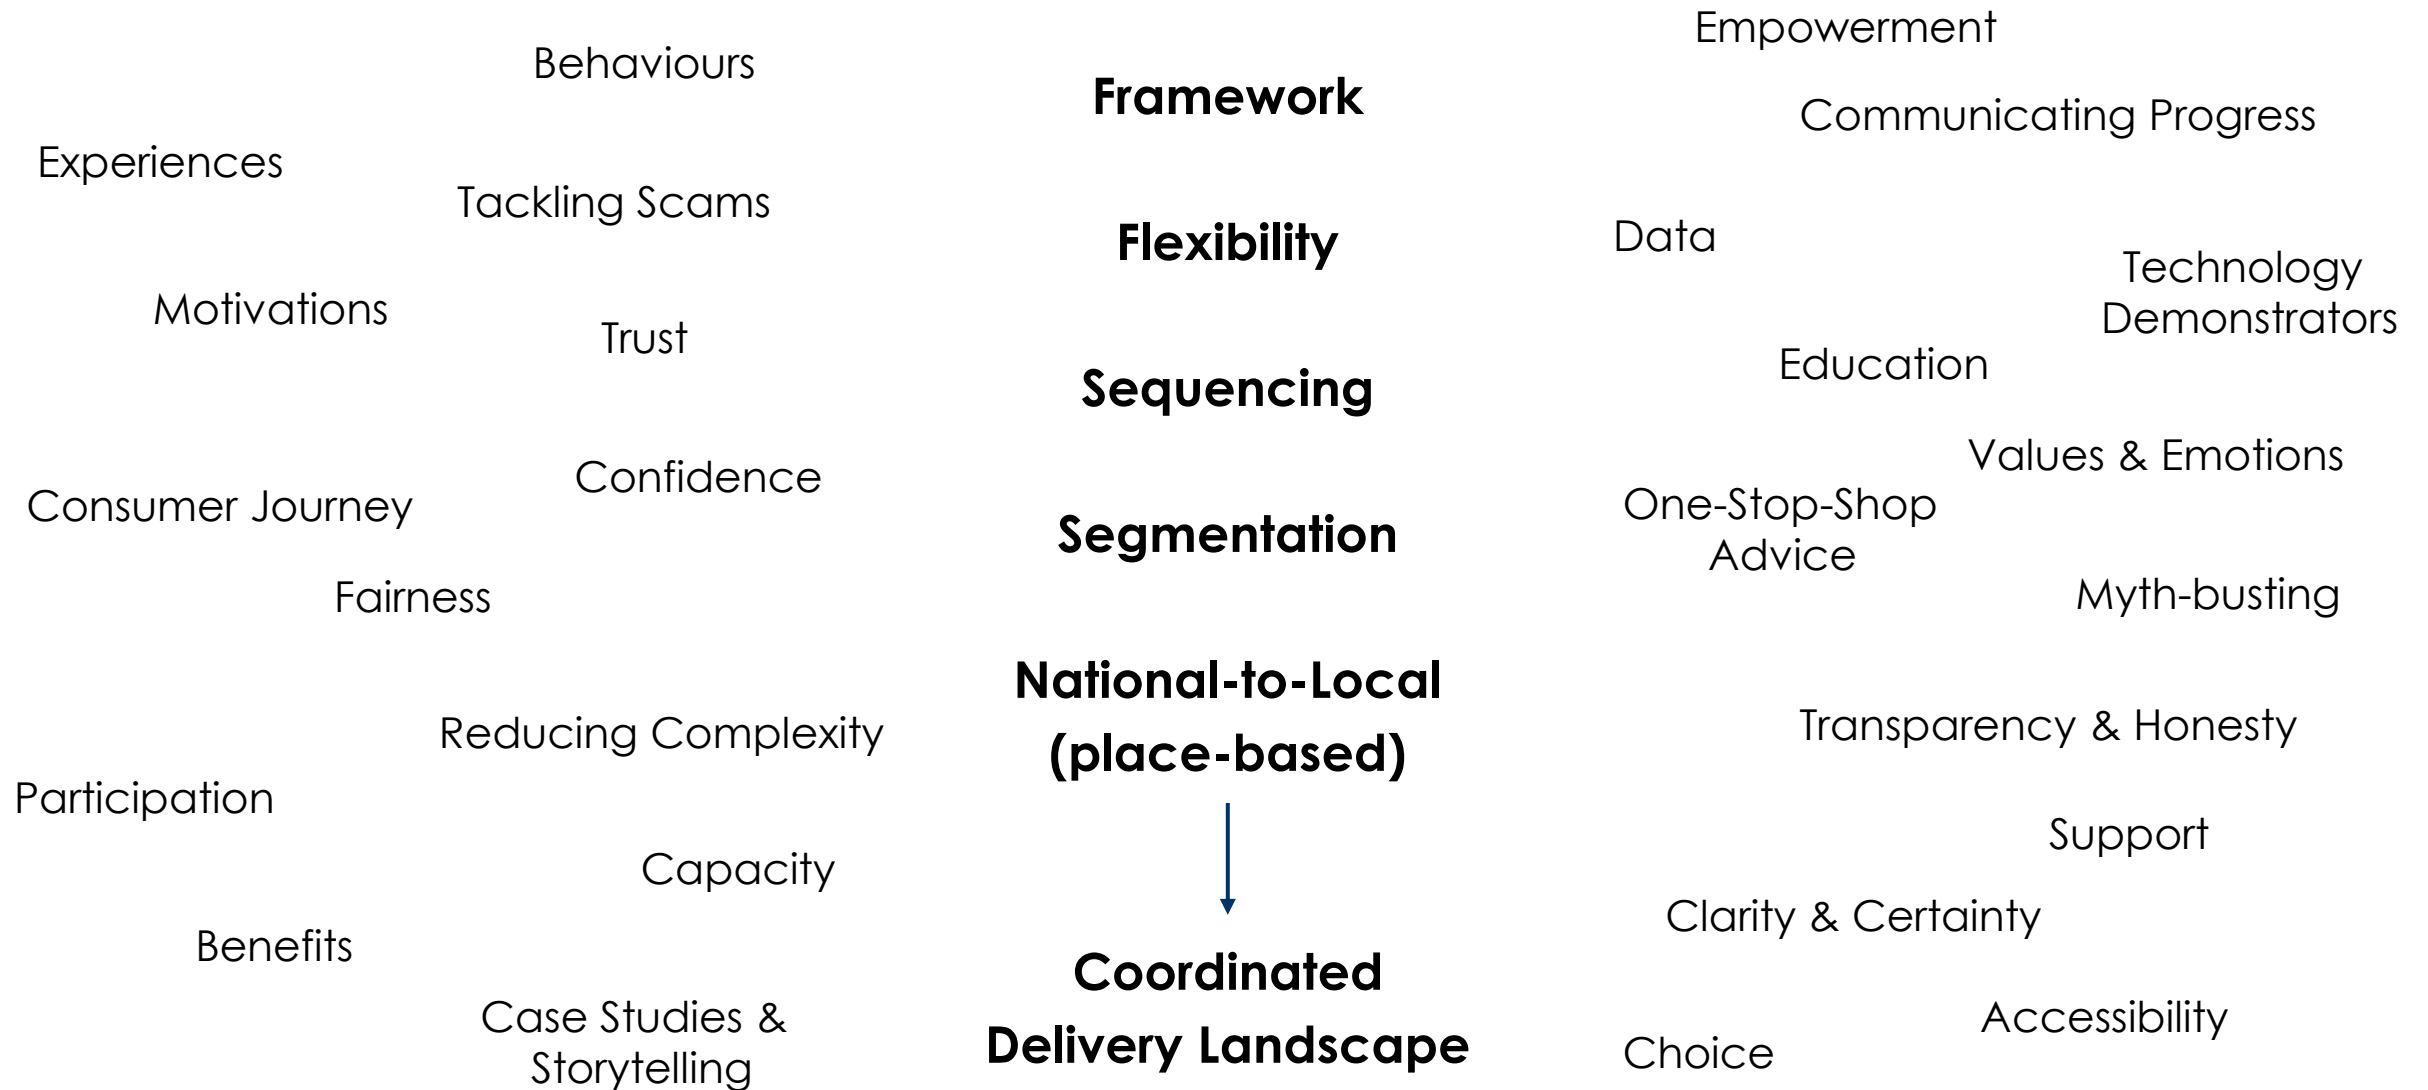 Behaviours
Experiences
Tackling Scams
Motivations
Trust
Confidence
Consumer Journey
Fairness
Reducing Complexity
Participation
Capacity
Benefits
Case Studies &
Storytelling
Framework
Flexibility
Sequencing
Segmentation
National-to-Local
(place-based)
Coordinated
Delivery Landscape
Empowerment
Communicating Progress
Data
Technology
Demonstrators
Education
Values & Emotions
One-Stop-Shop
Advice
Myth-busting
Transparency & Honesty
Support
Clarity & Certainty
Accessibility
Choice